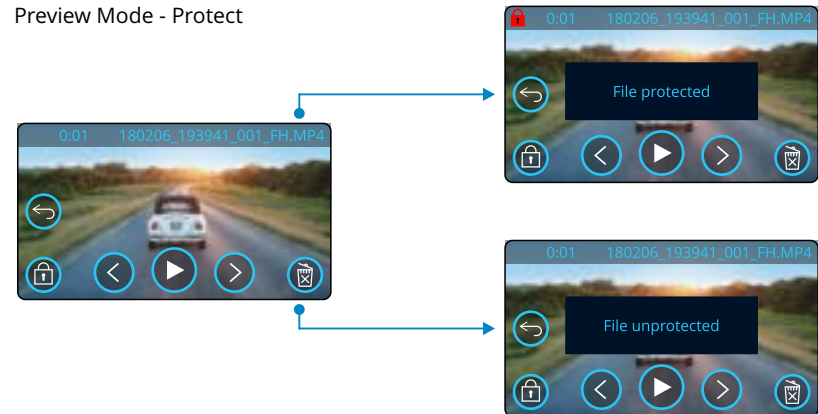 Preview Mode - Protect
0:01 180206_193941_001_FH.MP4
File protected
0:01 180206_193941_001_FH.MP4
0:01 180206_193941_001_FH.MP4
File unprotected